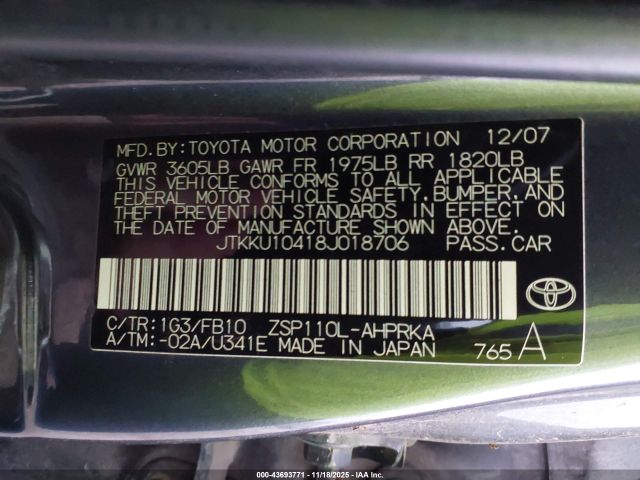 MFD.BY:TOYOTA MOTOR CORPORATION 12/07
GVWR 3605LB GAWR FR 1975LB RR 1820LB
THIS VEHICLE CONFORMS TO ALL APPLICABLE
FEDERAL MOTOR VEHICLE SAFETY,BUMPER,AND
THEFT PREVENTION STANDARDS IN EFFECT ON
THE DATE OF MANUFACTURE SHOWN ABOVE.
JTKKU10418J018706 PASS.CAR
C/TR:1G3/FB10 ZSP110L-AHPRKA
A/TM:-02A/U341E MADE IN JAPAN 765 A
000-43693771 - 11/18/2025 - IAA Inc.